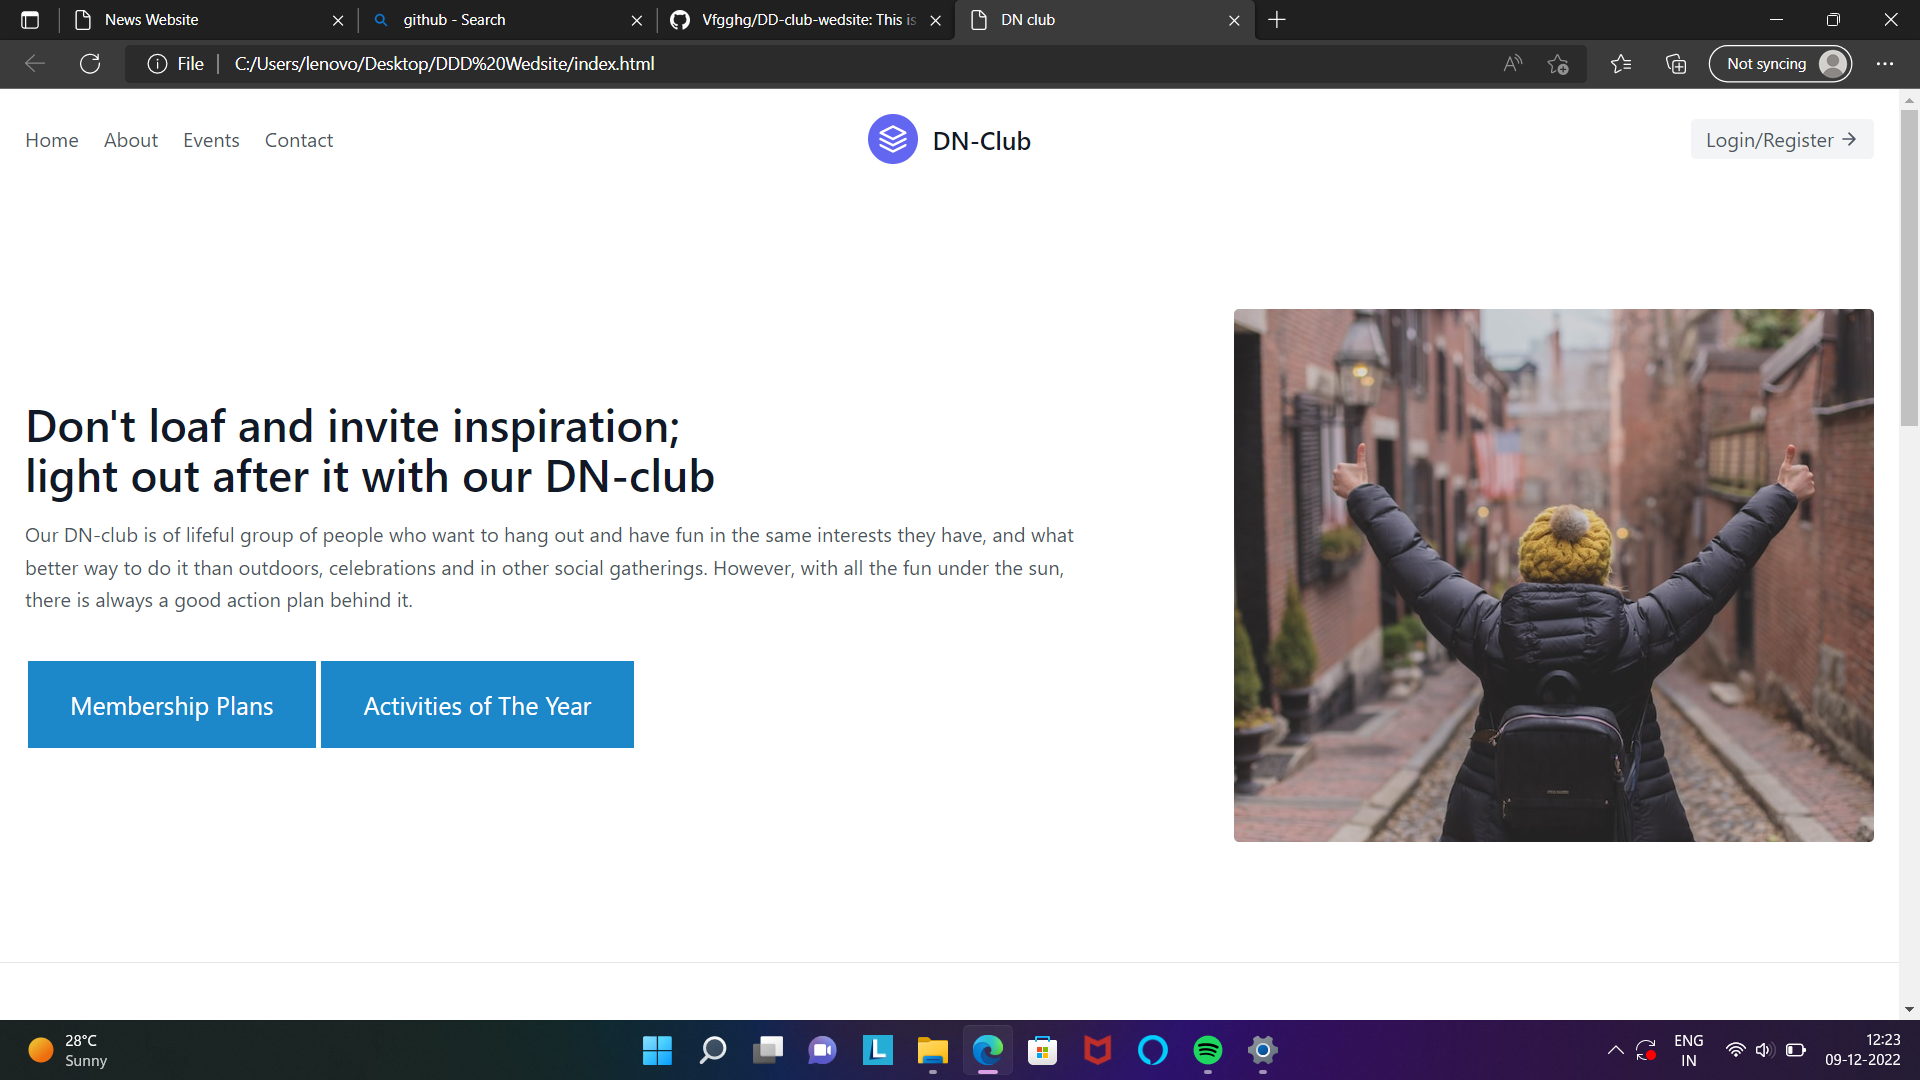 News Website
github - Search
Vfgghg/DD-club-wedsite: This is
DN club
File
C:/Users/lenovo/Desktop/DDD%20Wedsite/index.html
Not syncing
Home About Events Contact
DN-Club
Login/Register →
Don't loaf and invite inspiration;
light out after it with our DN-club
Our DN-club is of lifeful group of people who want to hang out and have fun in the same interests they have, and what
better way to do it than outdoors, celebrations and in other social gatherings. However, with all the fun under the sun,
there is always a good action plan behind it.
Membership Plans
Activities of The Year
28°C
Sunny
L
ENG
IN
12:23
09-12-2022